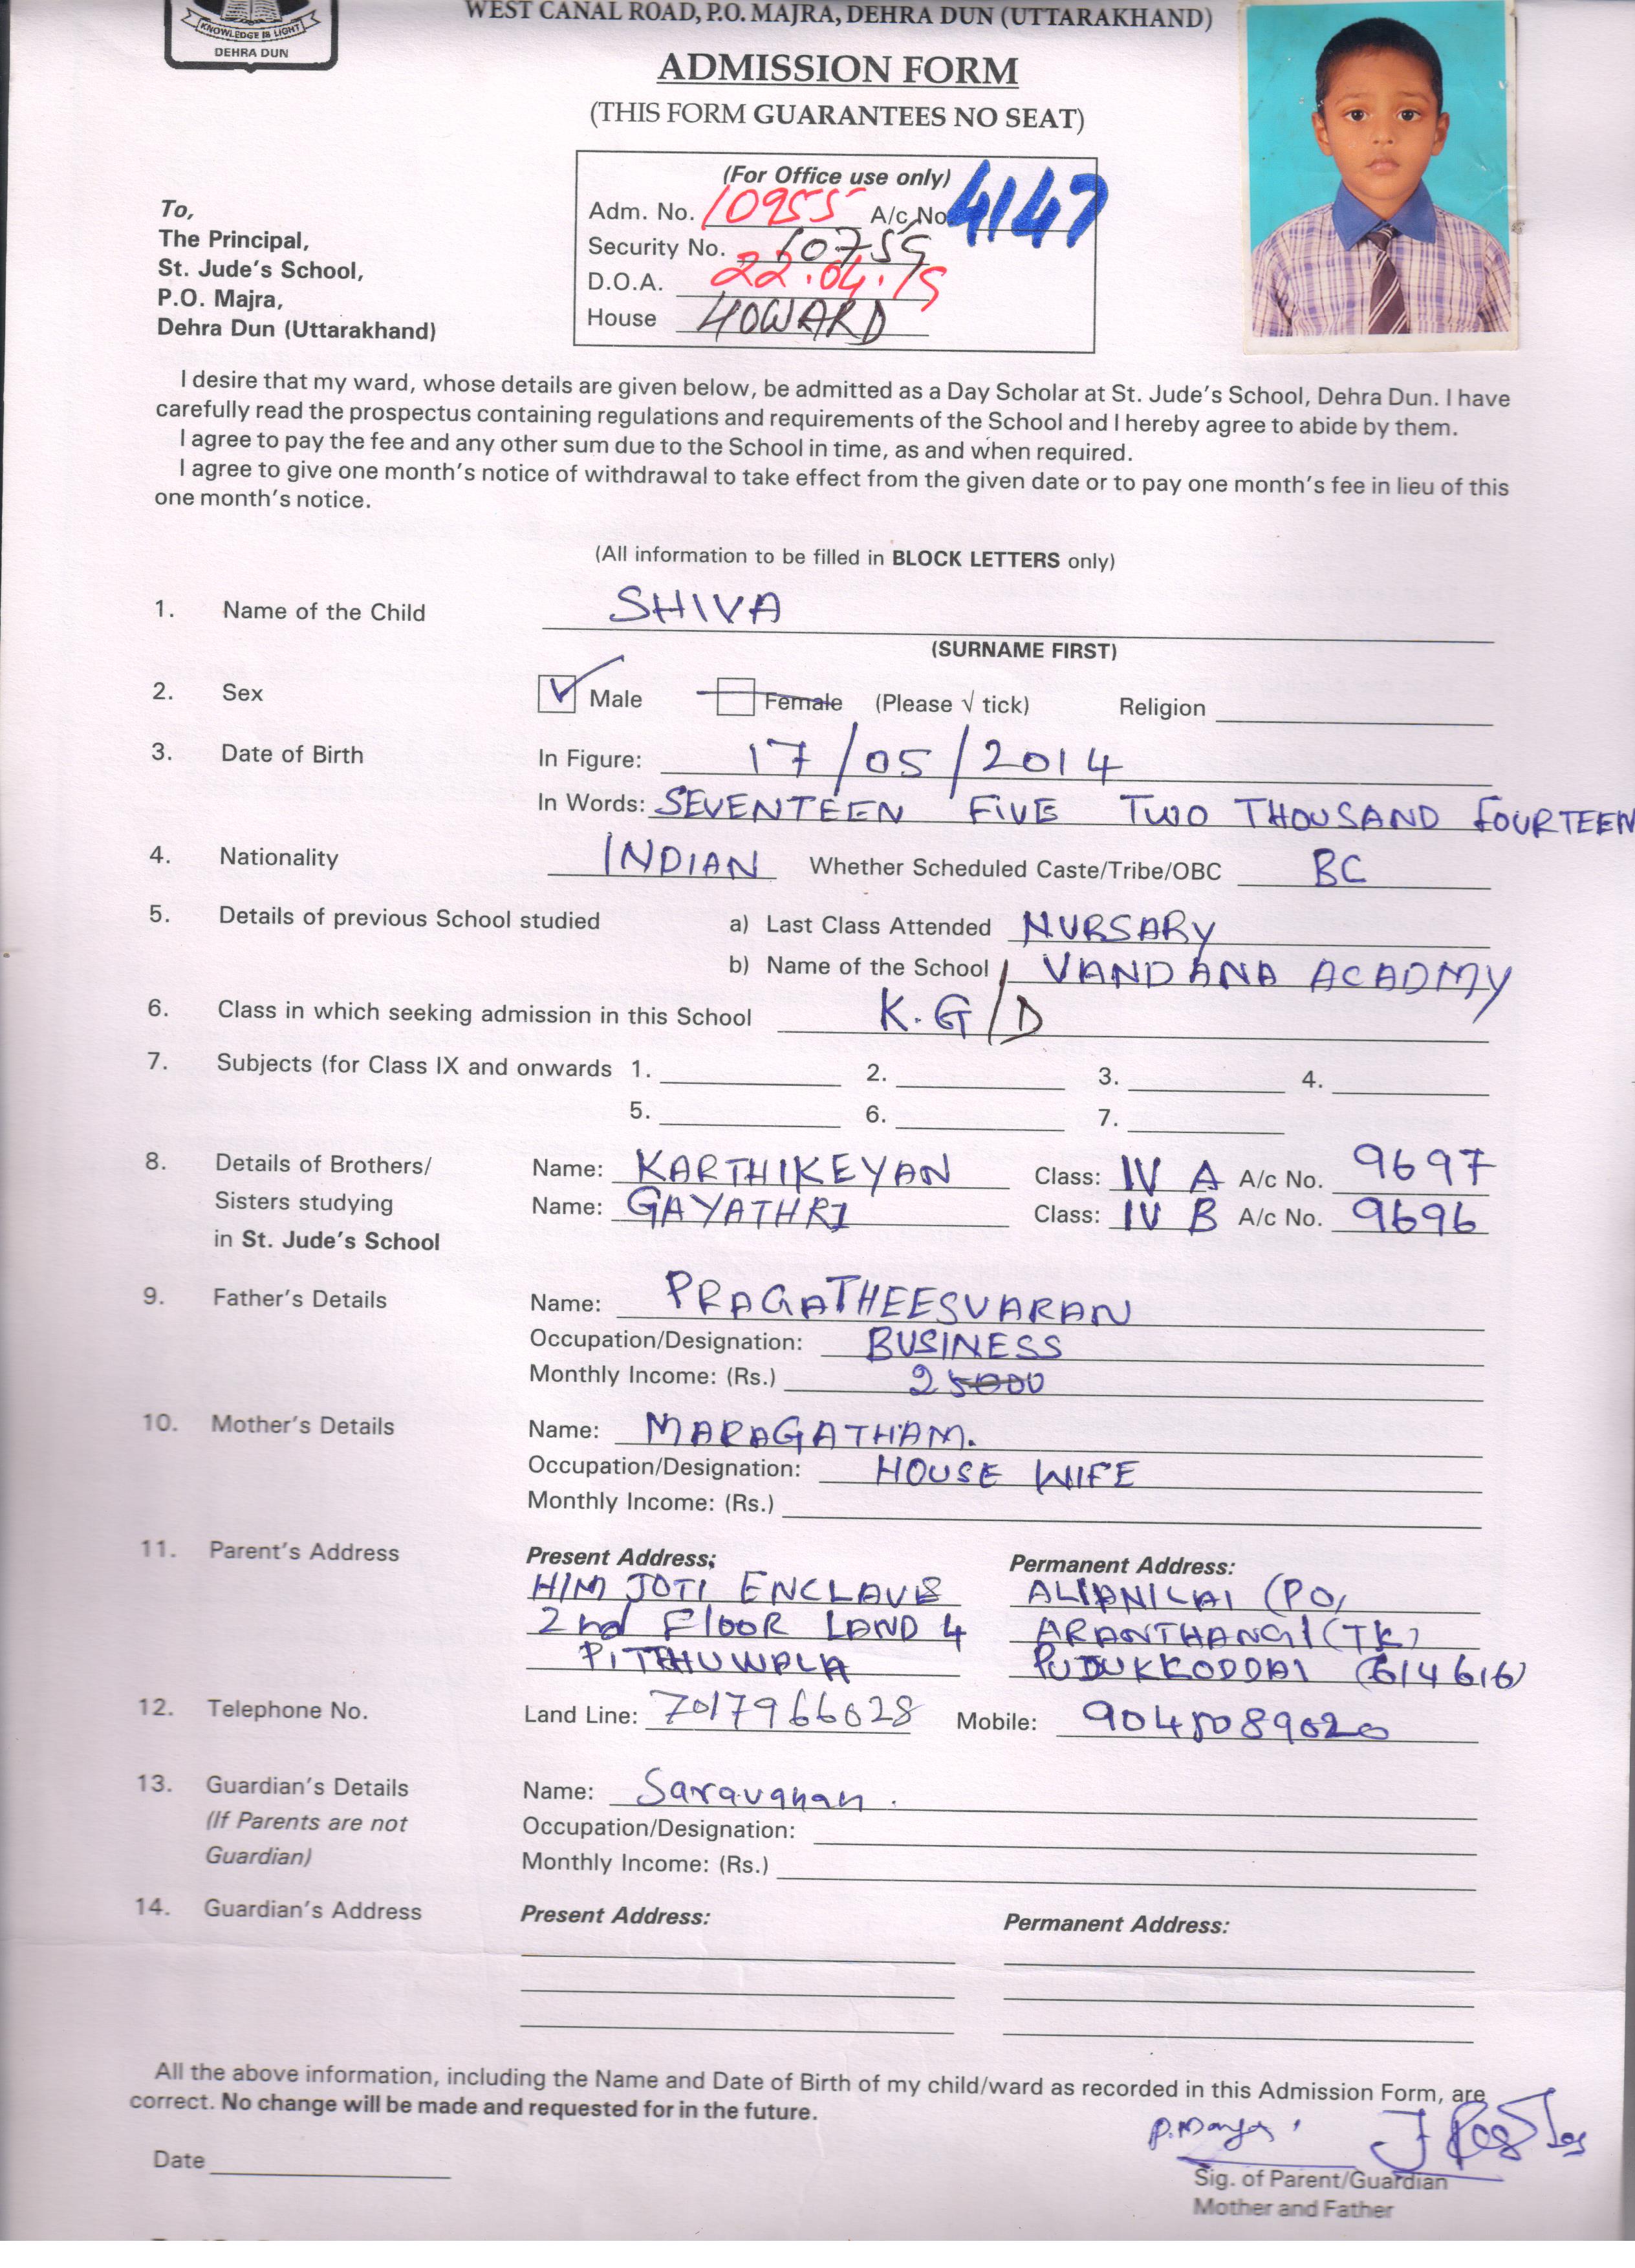 KNOWLEDGE IS LIGHT
DEHRA DUN
WEST CANAL ROAD, P.O. MAJRA, DEHRA DUN (UTTARAKHAND)
ADMISSION FORM
(THIS FORM GUARANTEES NO SEAT)
(For Office use only)
Adm. No. 10955 A/c No 4147
Security No. 10755
D.O.A. 22.04.19
House HOWARD
To,
The Principal,
St. Jude's School,
P.O. Majra,
Dehra Dun (Uttarakhand)
I desire that my ward, whose details are given below, be admitted as a Day Scholar at St. Jude's School, Dehra Dun. I have
carefully read the prospectus containing regulations and requirements of the School and I hereby agree to abide by them.
I agree to pay the fee and any other sum due to the School in time, as and when required.
I agree to give one month's notice of withdrawal to take effect from the given date or to pay one month's fee in lieu of this
one month's notice.
(All information to be filled in BLOCK LETTERS only)
1. Name of the Child SHIVA
(SURNAME FIRST)
2. Sex Male Female (Please √ tick) Religion
3. Date of Birth In Figure: 17/05/2014
In Words: SEVENTEEN FIVE TWO THOUSAND FOURTEEN
4. Nationality INDIAN Whether Scheduled Caste/Tribe/OBC BC
5. Details of previous School studied a) Last Class Attended NURSARY
b) Name of the School VANDANA ACADMY
6. Class in which seeking admission in this School K.G/D
7. Subjects (for Class IX and onwards 1. 2. 3. 4.
5. 6. 7.
8. Details of Brothers/ Name: KARTHIKEYAN Class: IV A A/c No. 9697
Sisters studying Name: GAYATHRI Class: IV B A/c No. 9696
in St. Jude's School
9. Father's Details Name: PRAGATHEESVARAN
Occupation/Designation: BUSINESS
Monthly Income: (Rs.) 25000
10. Mother's Details Name: MARAGATHAM.
Occupation/Designation: HOUSE WIFE
Monthly Income: (Rs.)
11. Parent's Address Present Address: Permanent Address:
HIM JOTI ENCLAVE (PO,
2nd FlOOR LAND 4 ARANTHANGI (TK)
PITTHUWALA PUDUKKODDAI (614616)
12. Telephone No. Land Line: 7017966028 Mobile: 9045089020
13. Guardian's Details Name: Saravanan.
(If Parents are not Occupation/Designation:
Guardian) Monthly Income: (Rs.)
14. Guardian's Address Present Address: Permanent Address:
All the above information, including the Name and Date of Birth of my child/ward as recorded in this Admission Form, are
correct. No change will be made and requested for in the future.
Date
Sig. of Parent/Guardian
Mother and Father